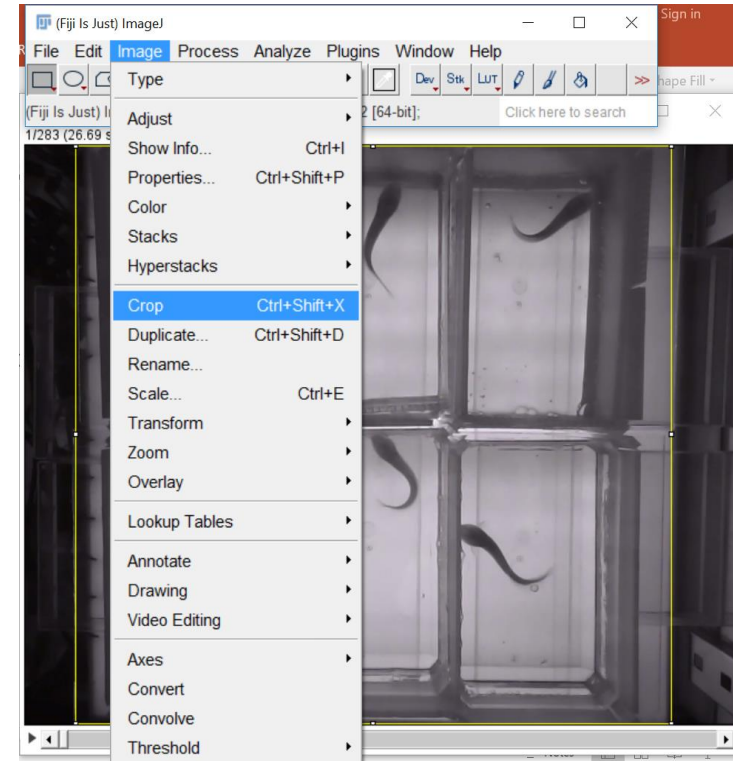 (Fiji Is Just) ImageJ
Sign in
File Edit Image Process Analyze Plugins Window Help
Dev Stk LUT >>
hape Fill
(Fiji Is Just) I
2 [64-bit];
Click here to search
1/283 (26.69 s
Type
Adjust
Show Info... Ctrl+I
Properties... Ctrl+Shift+P
Color
Stacks
Hyperstacks
Crop Ctrl+Shift+X
Duplicate... Ctrl+Shift+D
Rename...
Scale... Ctrl+E
Transform
Zoom
Overlay
Lookup Tables
Annotate
Drawing
Video Editing
Axes
Convert
Convolve
Threshold